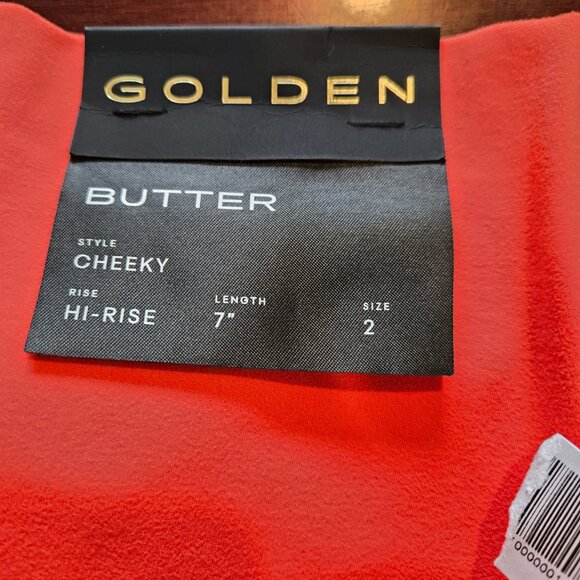 GOLDEN
BUTTER
STYLE
CHEEKY
RISE
HI-RISE
LENGTH
7"
SIZE
2